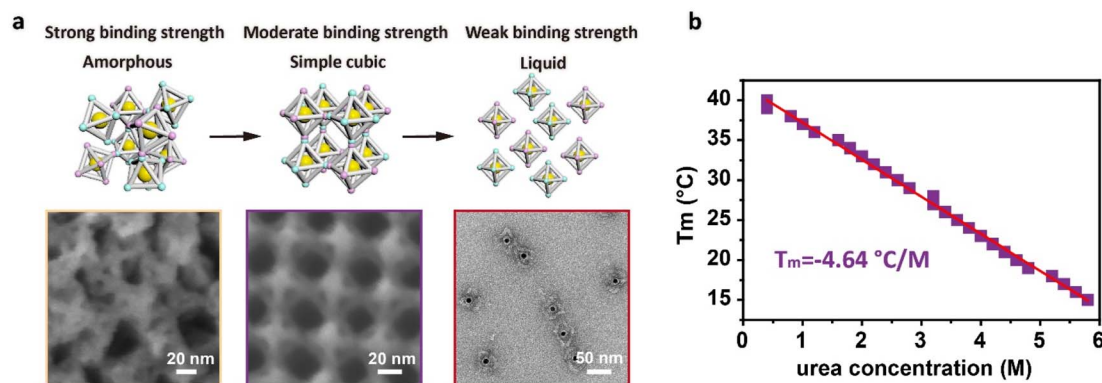 a
Strong binding strength
Amorphous
Moderate binding strength
Simple cubic
Weak binding strength
Liquid
20 nm
20 nm
50 nm
b
Tm (°C)
40
35
30
25
20
15
Tm=-4.64 °C/M
0 1 2 3 4 5 6
urea concentration (M)